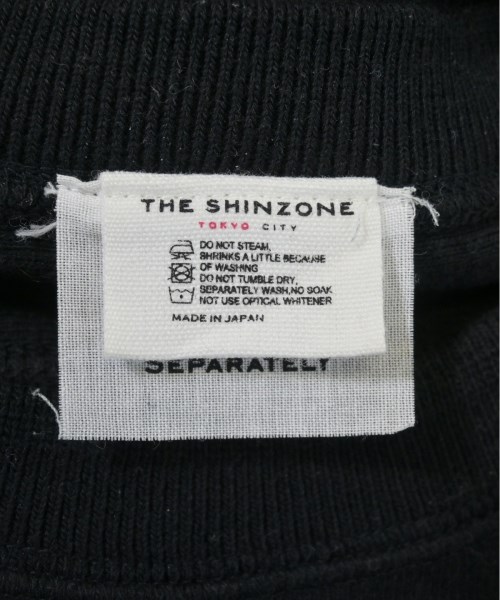 THE SHINZONE
TOKYO CITY
DO NOT STEAM,
SHRINKS A LITTLE BECAUSE
OF WASHING
DO NOT TUMBLE DRY,
SEPARATELY WASH, NO SOAK
NOT USE OPTICAL WHITENER
MADE IN JAPAN
SEPARATELY